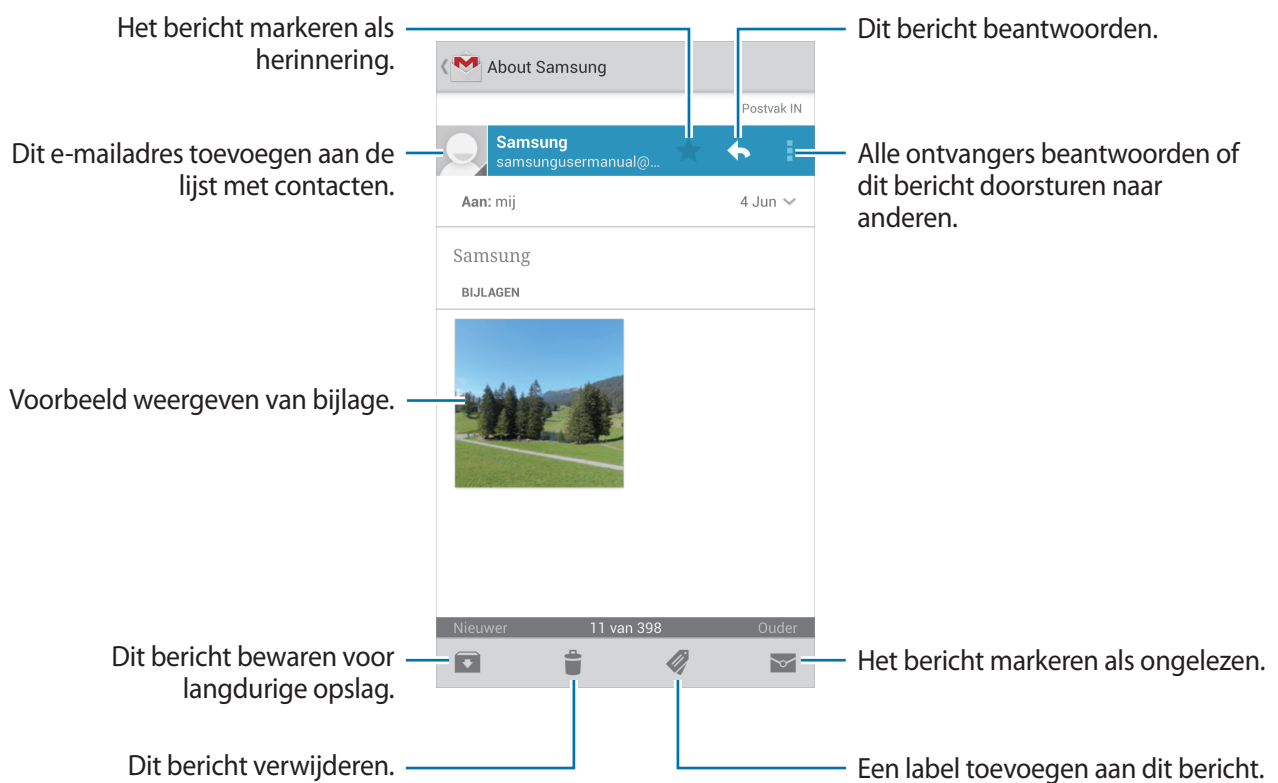 Het bericht markeren als
herinnering.
Dit bericht beantwoorden.
About Samsung
Postvak IN
Dit e-mailadres toevoegen aan de
lijst met contacten.
Samsung
samsungusermanual@...
Alle ontvangers beantwoorden of
dit bericht doorsturen naar
anderen.
Aan: mij
4 Jun
Samsung
BIJLAGEN
Voorbeeld weergeven van bijlage.
Nieuwer
11 van 398
Ouder
Dit bericht bewaren voor
langdurige opslag.
Het bericht markeren als ongelezen.
Dit bericht verwijderen.
Een label toevoegen aan dit bericht.